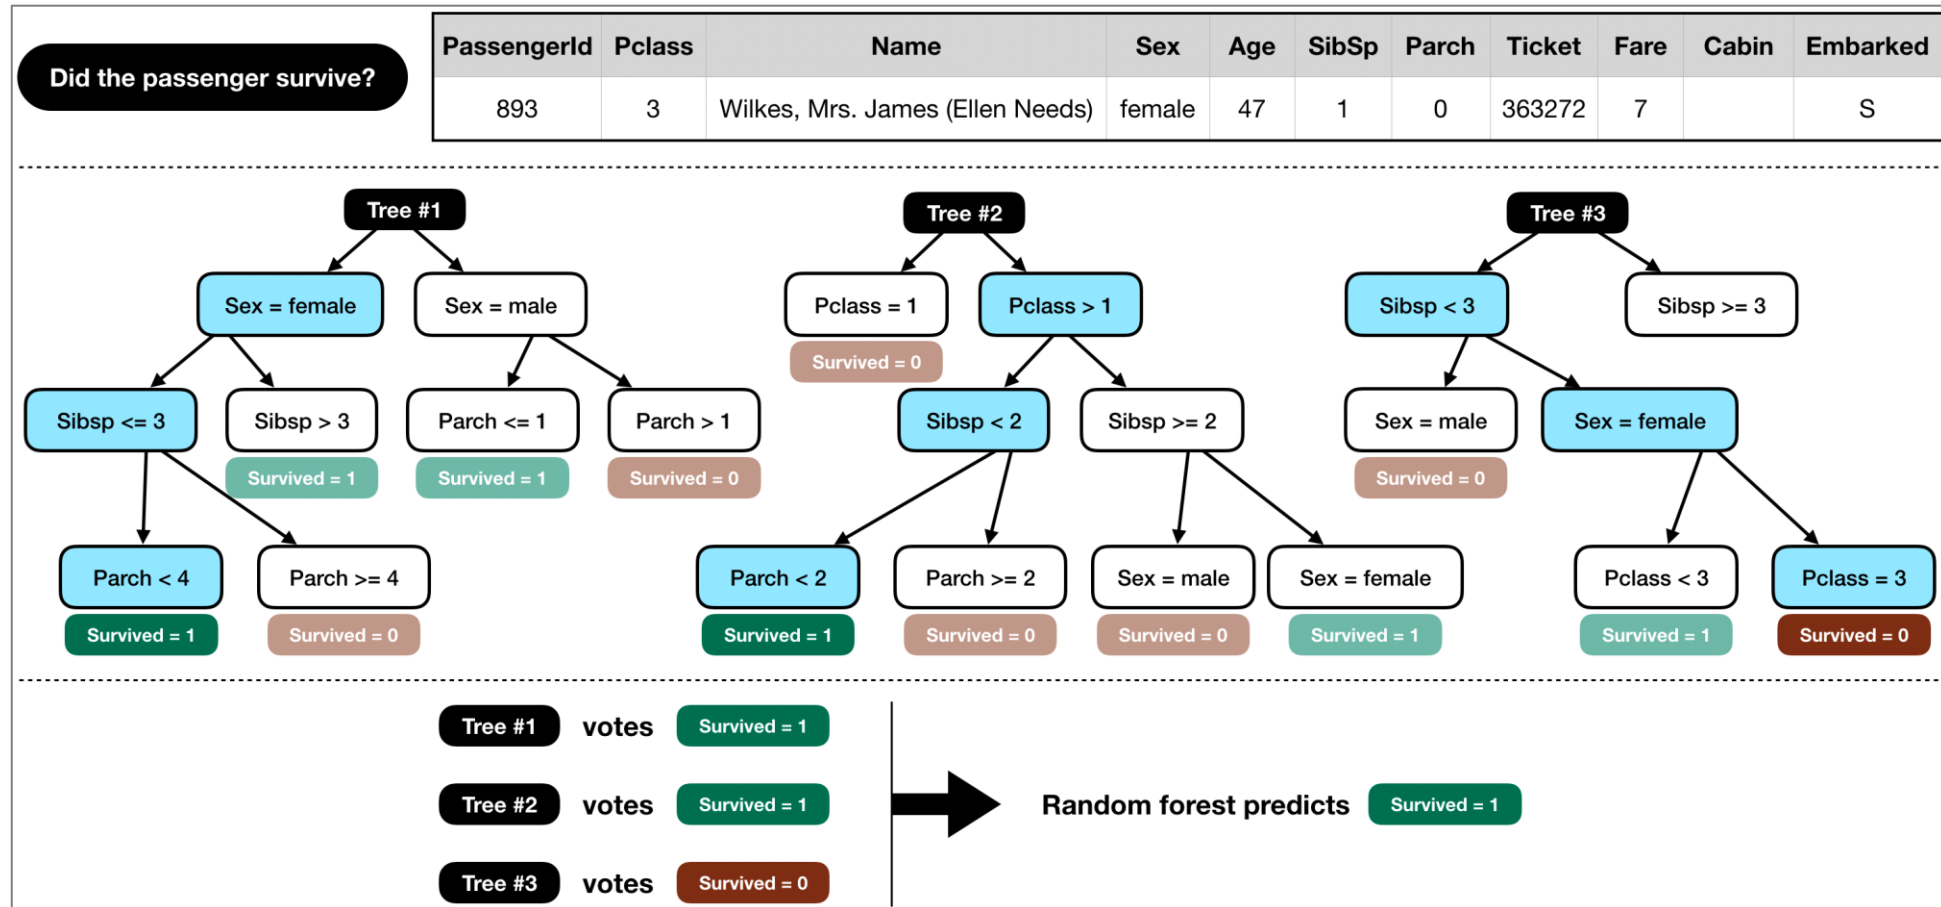 Did the passenger survive?
PassengerId Pclass Name Sex Age SibSp Parch Ticket Fare Cabin Embarked
893 3 Wilkes, Mrs. James (Ellen Needs) female 47 1 0 363272 7 S
Tree #1 Tree #2 Tree #3
Sex = female Sex = male Pclass = 1 Pclass > 1 Sibsp < 3 Sibsp >= 3
Survived = 0
Sibsp <= 3 Sibsp > 3 Parch <= 1 Parch > 1 Sibsp < 2 Sibsp >= 2 Sex = male Sex = female
Survived = 1 Survived = 1 Survived = 0 Survived = 0
Parch < 4 Parch >= 4 Parch < 2 Parch >= 2 Sex = male Sex = female Pclass < 3 Pclass = 3
Survived = 1 Survived = 0 Survived = 1 Survived = 0 Survived = 0 Survived = 1 Survived = 1 Survived = 0
Tree #1 votes Survived = 1
Tree #2 votes Survived = 1
Random forest predicts Survived = 1
Tree #3 votes Survived = 0